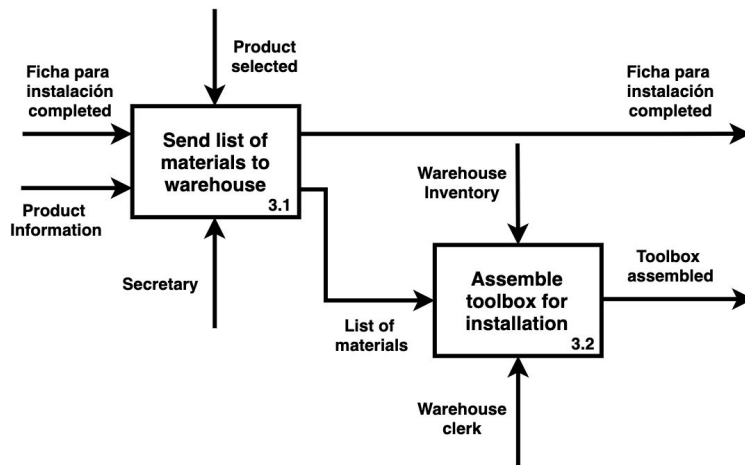 Product
selected
Ficha para
instalación
completed
Ficha para
instalación
completed
Send list of
materials to
warehouse
3.1
Warehouse
Inventory
Product
Information
Secretary
Assemble
toolbox for
installation
3.2
Toolbox
assembled
List of
materials
Warehouse
clerk